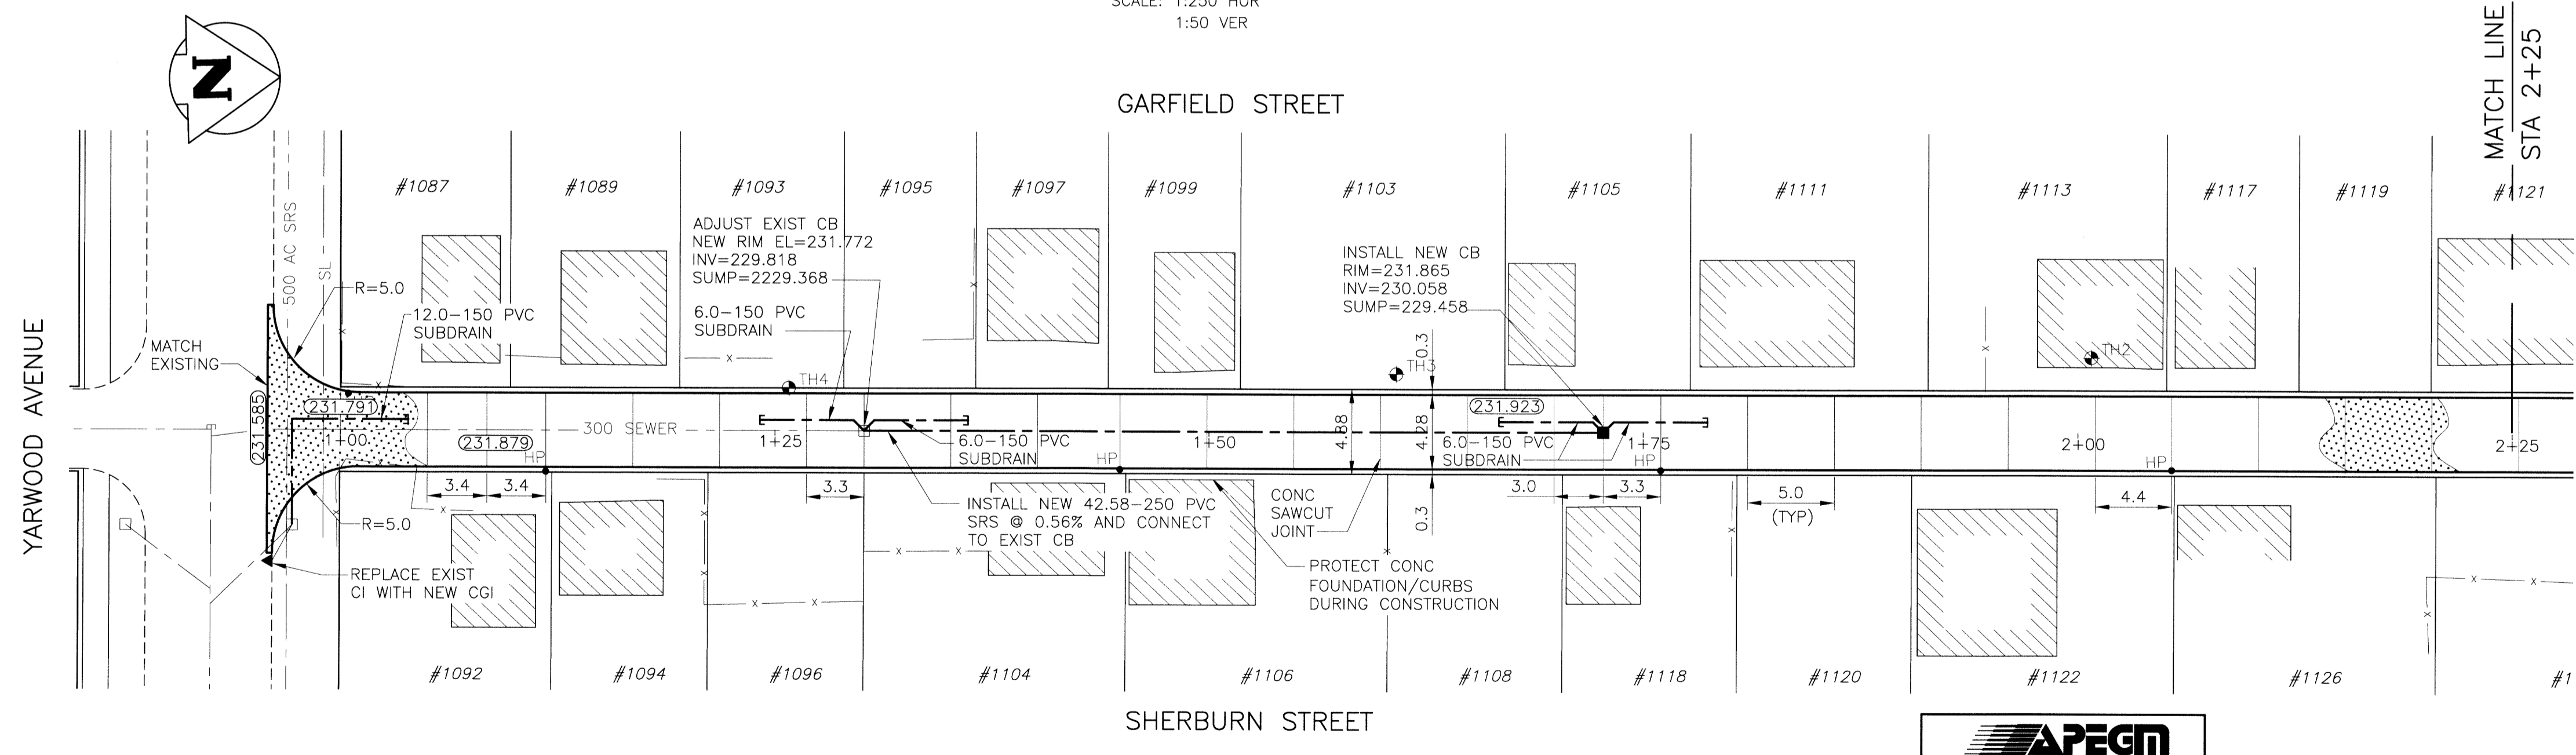 SCALE: 1:250 HOR
1:50 VER
N
GARFIELD STREET
MATCH LINE
STA 2+25
YARWOOD AVENUE
500 AC SRS
SL
#1087
#1089
#1093
#1095
#1097
#1099
#1103
#1105
#1111
#1113
#1117
#1119
#1121
ADJUST EXIST CB
NEW RIM EL=231.772
INV=229.818
SUMP=2229.368
6.0-150 PVC
SUBDRAIN
INSTALL NEW CB
RIM=231.865
INV=230.058
SUMP=229.458
R=5.0
12.0-150 PVC
SUBDRAIN
MATCH
EXISTING
0.3
TH4
TH3
TH2
231.585
231.791
231.879
231.923
1+00
300 SEWER
1+25
6.0-150 PVC
SUBDRAIN
1+50
4.88
4.28
6.0-150 PVC
SUBDRAIN
1+75
2+00
2+25
HP
HP
HP
HP
3.4
3.4
3.3
3.0
3.3
5.0
(TYP)
4.4
0.3
R=5.0
INSTALL NEW 42.58-250 PVC
SRS @ 0.56% AND CONNECT
TO EXIST CB
CONC
SAWCUT
JOINT
PROTECT CONC
FOUNDATION/CURBS
DURING CONSTRUCTION
REPLACE EXIST
CI WITH NEW CGI
#1092
#1094
#1096
#1104
#1106
#1108
#1118
#1120
#1122
#1126
#1
SHERBURN STREET
APEGM